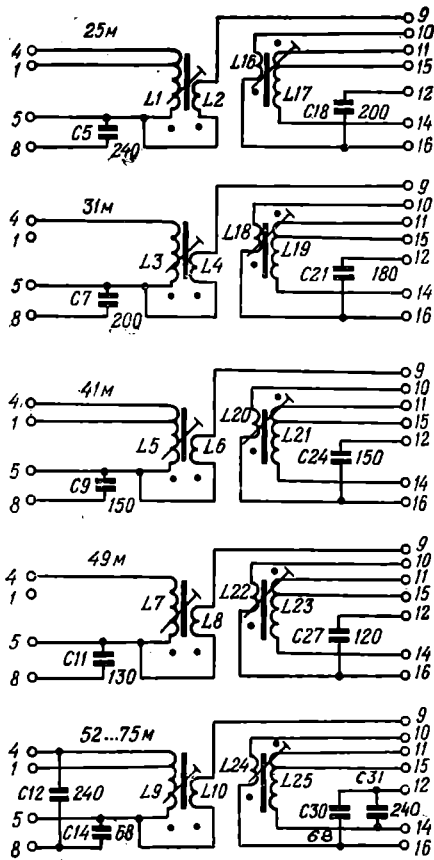 25м
4
1
5
8
L1
L2
C5
240
L16
L17
C18
200
9
10
11
15
12
14
16
31м
4
1
5
8
L3
L4
C7
200
L18
L19
C21
180
9
10
11
15
12
14
16
41м
4
1
5
8
L5
L6
C9
150
L20
L21
C24
150
9
10
11
15
12
14
16
49м
4
1
5
8
L7
L8
C11
130
L22
L23
C27
120
9
10
11
15
12
14
16
52...75м
4
1
5
8
C12
240
C14
68
L9
L10
L24
L25
C30
68
C31
240
9
10
11
15
12
14
16